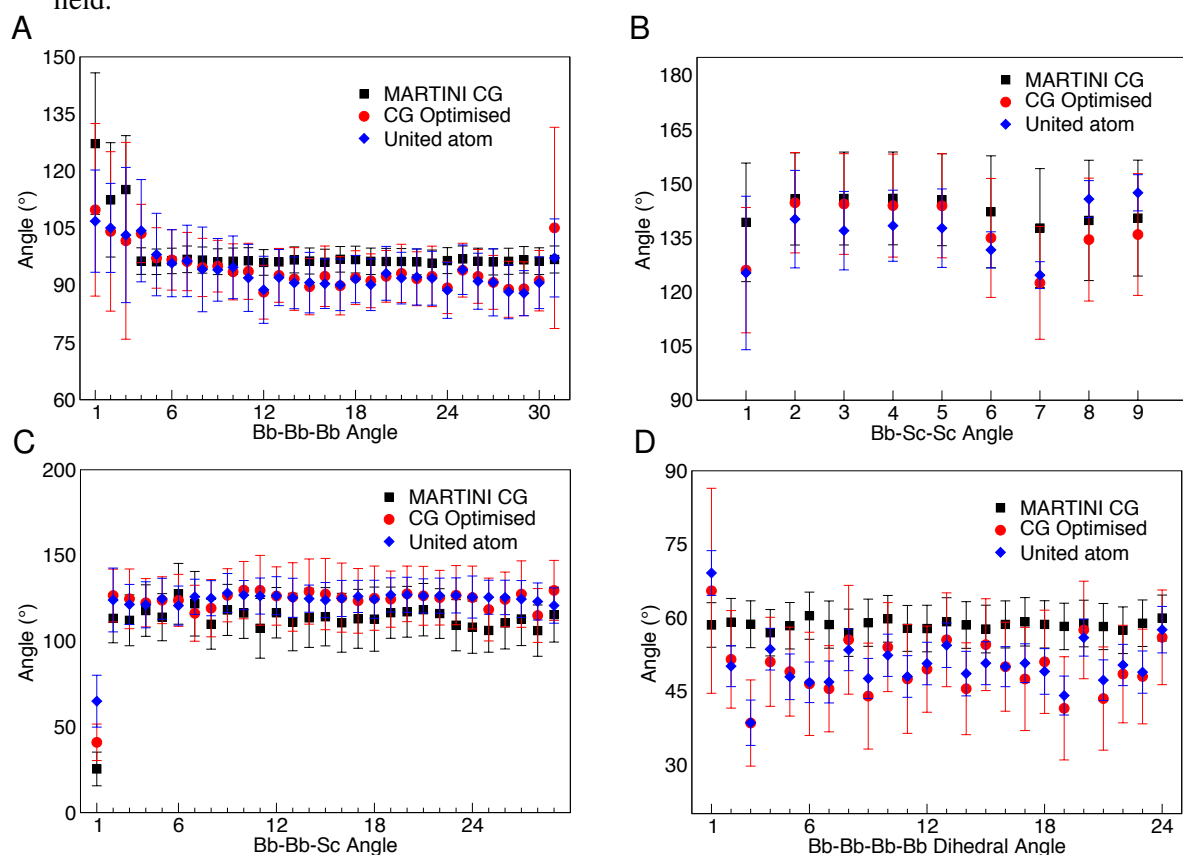 field.
A
150
135
120
105
90
75
60
Angle (°)
MARTINI CG
CG Optimised
United atom
1 6 12 18 24 30
Bb-Bb-Bb Angle
B
180
165
150
135
120
105
90
Angle (°)
MARTINI CG
CG Optimised
United atom
1 2 3 4 5 6 7 8 9
Bb-Sc-Sc Angle
C
200
150
100
50
0
Angle (°)
MARTINI CG
CG Optimised
United atom
1 6 18 24
Bb-Bb-Sc Angle
D
90
75
60
45
30
Angle (°)
MARTINI CG
CG Optimised
United atom
1 6 12 18 24
Bb-Bb-Bb-Bb Dihedral Angle